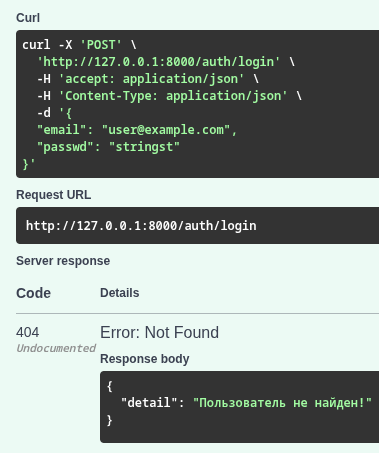 Curl
curl -X 'POST' \
'http://127.0.0.1:8000/auth/login' \
-H 'accept: application/json' \
-H 'Content-Type: application/json' \
-d '{
"email": "user@example.com",
"passwd": "stringst"
}'
Request URL
http://127.0.0.1:8000/auth/login
Server response
Code Details
404 Error: Not Found
Undocumented
Response body
{
"detail": "Пользователь не найден!"
}